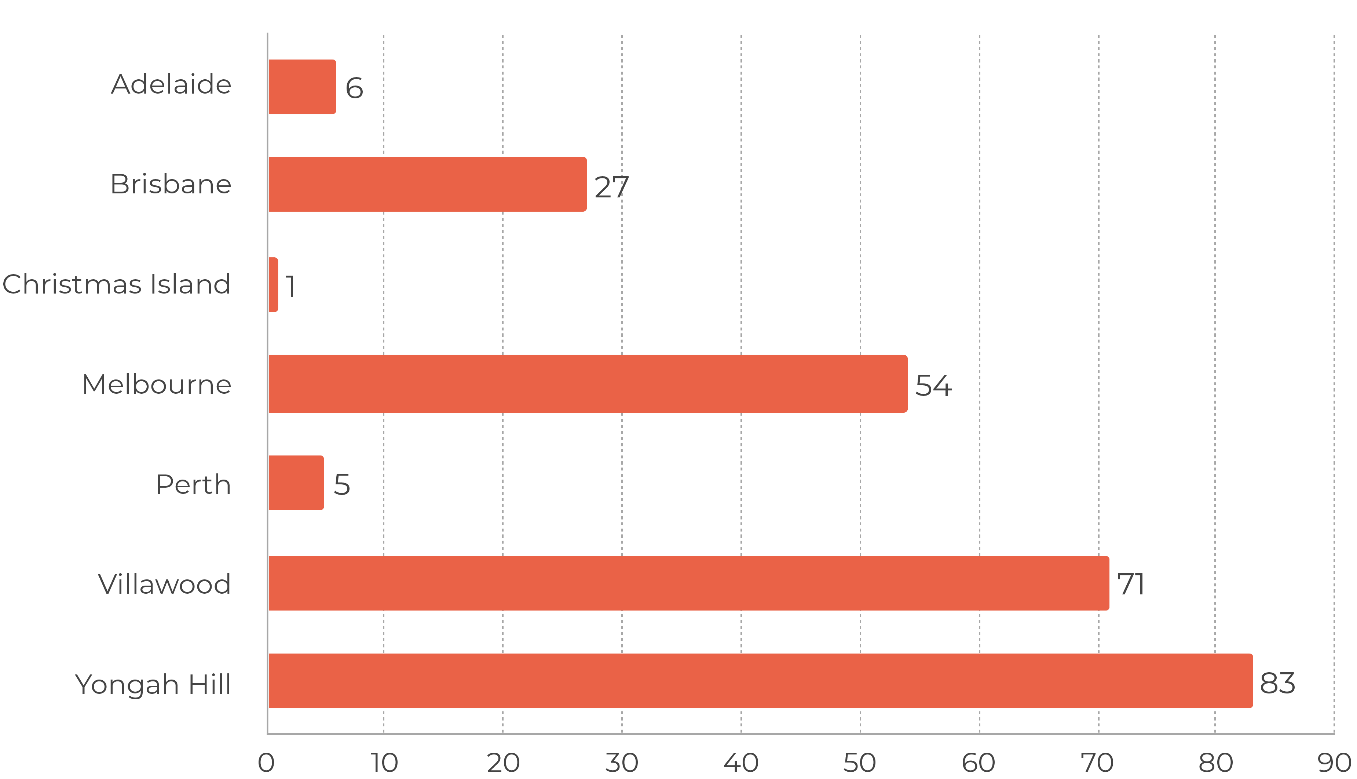 Adelaide 6
Brisbane 27
Christmas Island 1
Melbourne 54
Perth 5
Villawood 71
Yongah Hill 83
0 10 20 30 40 50 60 70 80 90